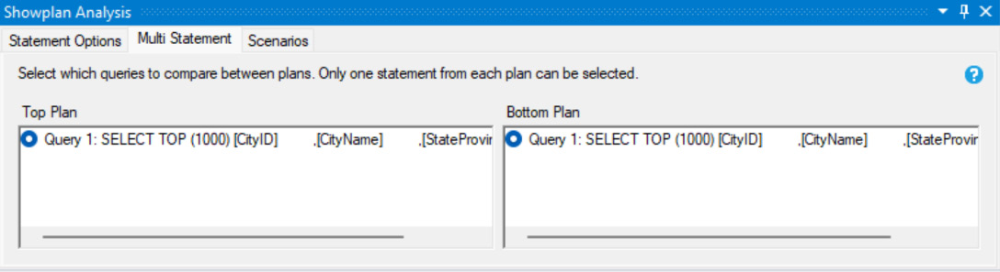 Showplan Analysis
Statement Options Multi Statement Scenarios
Select which queries to compare between plans. Only one statement from each plan can be selected.
?
Top Plan
Query 1: SELECT TOP (1000) [CityID] ,[CityName] ,[StateProvin
Bottom Plan
Query 1: SELECT TOP (1000) [CityID] ,[CityName] ,[StateProvin